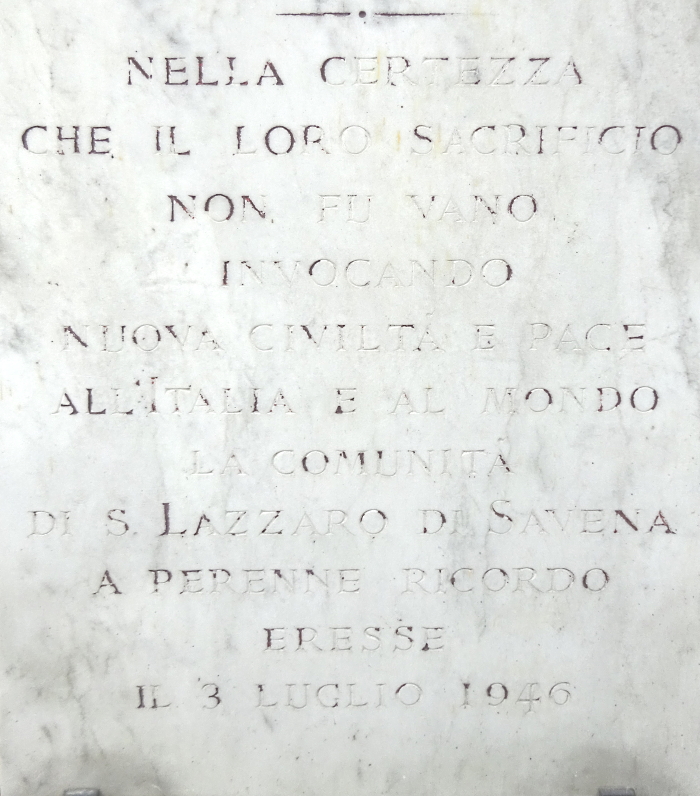 NELLA CERTEZZA
CHE IL LORO SACRIFICIO
NON FU VANO
INVOCANDO
NUOVA CIVILTA E PACE
ALL'ITALIA E AL MONDO
LA COMUNITÀ
DI S. LAZZARO DI SAVENA
A PERENNE RICORDO
ERESSE
IL 3 LUGLIO 1946